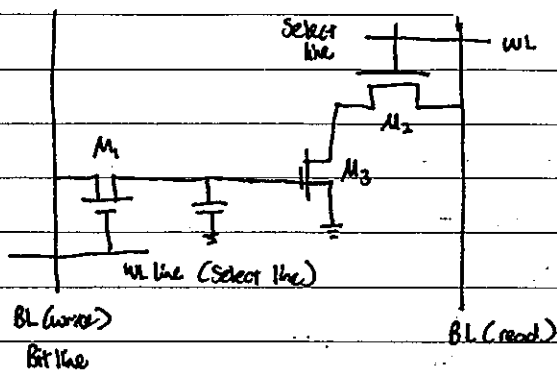 Select
line
WL
M₂
M₁
M₃
WL line (Select line)
BL (write)
Bit line
BL (read)